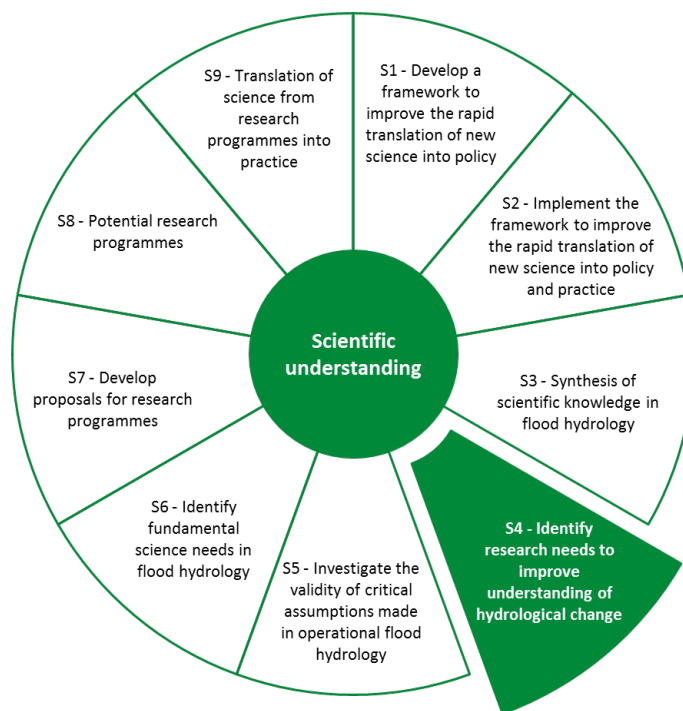 S1 - Develop a
framework to
improve the rapid
translation of new
science into policy
S2 - Implement the
framework to improve
the rapid translation of
new science into policy
and practice
S3 - Synthesis of
scientific knowledge in
flood hydrology
S4 - Identify
research needs to
improve
understanding of
hydrological change
S5 - Investigate the
validity of critical
assumptions made
in operational flood
hydrology
S6 - Identify
fundamental
science needs in
flood hydrology
S7 - Develop
proposals for research
programmes
S8 - Potential research
programmes
S9 - Translation of
science from
research
programmes into
practice
Scientific
understanding